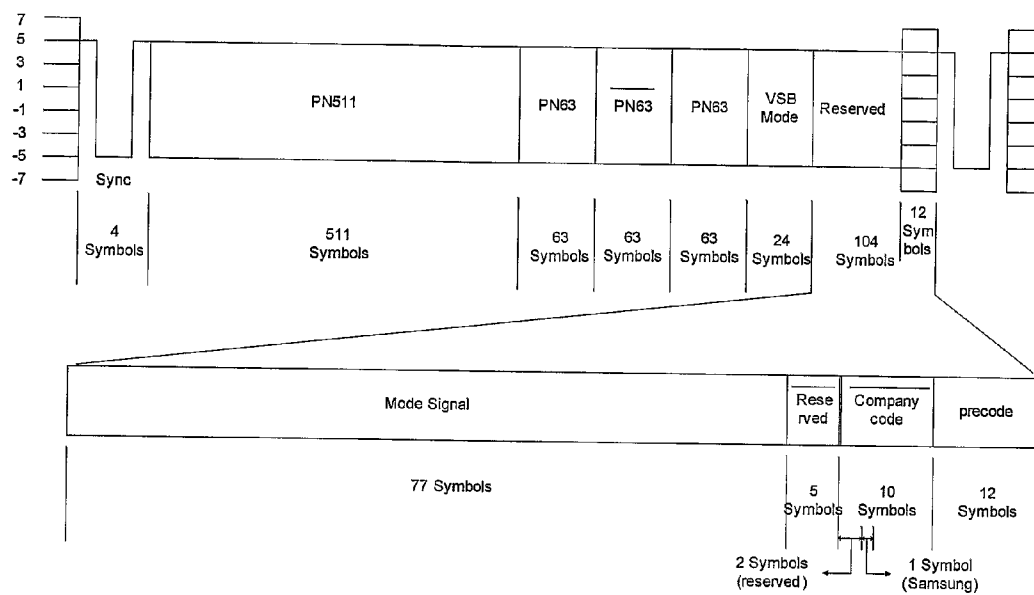 7
5
3
1
-1
-3
-5
-7
Sync
PN511
PN63
PN63
PN63
VSB
Mode
Reserved
4
Symbols
511
Symbols
63
Symbols
63
Symbols
63
Symbols
24
Symbols
104
Symbols
12
Sym
bols
Mode Signal
Rese
rved
Company
code
precode
77 Symbols
5
Symbols
10
Symbols
12
Symbols
2 Symbols
(reserved)
1 Symbol
(Samsung)